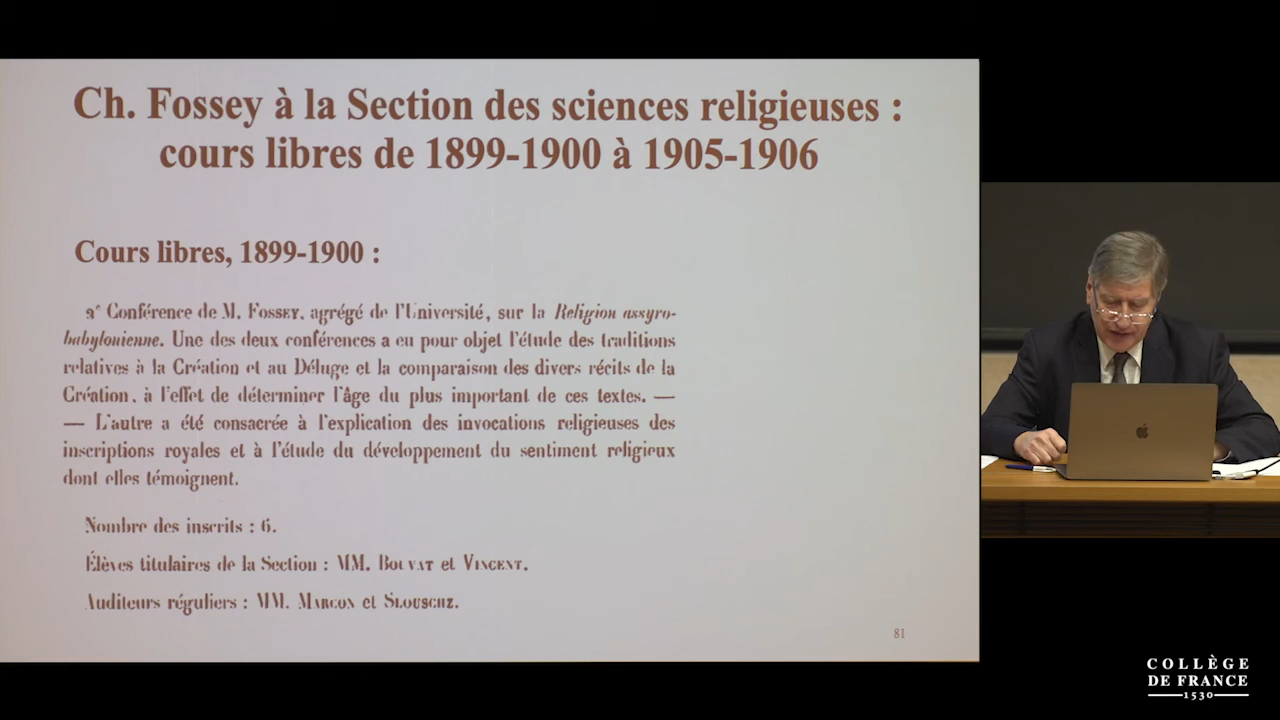 Ch. Fossey à la Section des sciences religieuses :
cours libres de 1899-1900 à 1905-1906
Cours libres, 1899-1900 :
2° Conférence de M. Fossey, agrégé de l'Université, sur la Religion assyro-
babylonienne. Une des deux conférences a eu pour objet l'étude des traditions
relatives à la Création et au Déluge et la comparaison des divers récits de la
Création, à l'effet de déterminer l'âge du plus important de ces textes. —
— L'autre a été consacrée à l'explication des invocations religieuses des
inscriptions royales et à l'étude du développement du sentiment religieux
dont elles témoignent.
Nombre des inscrits : 6.
Élèves titulaires de la Section : MM. Bouvat et Vincent.
Auditeurs réguliers : MM. Marcon et Slouschz.
81
COLLÈGE
DE FRANCE
1530